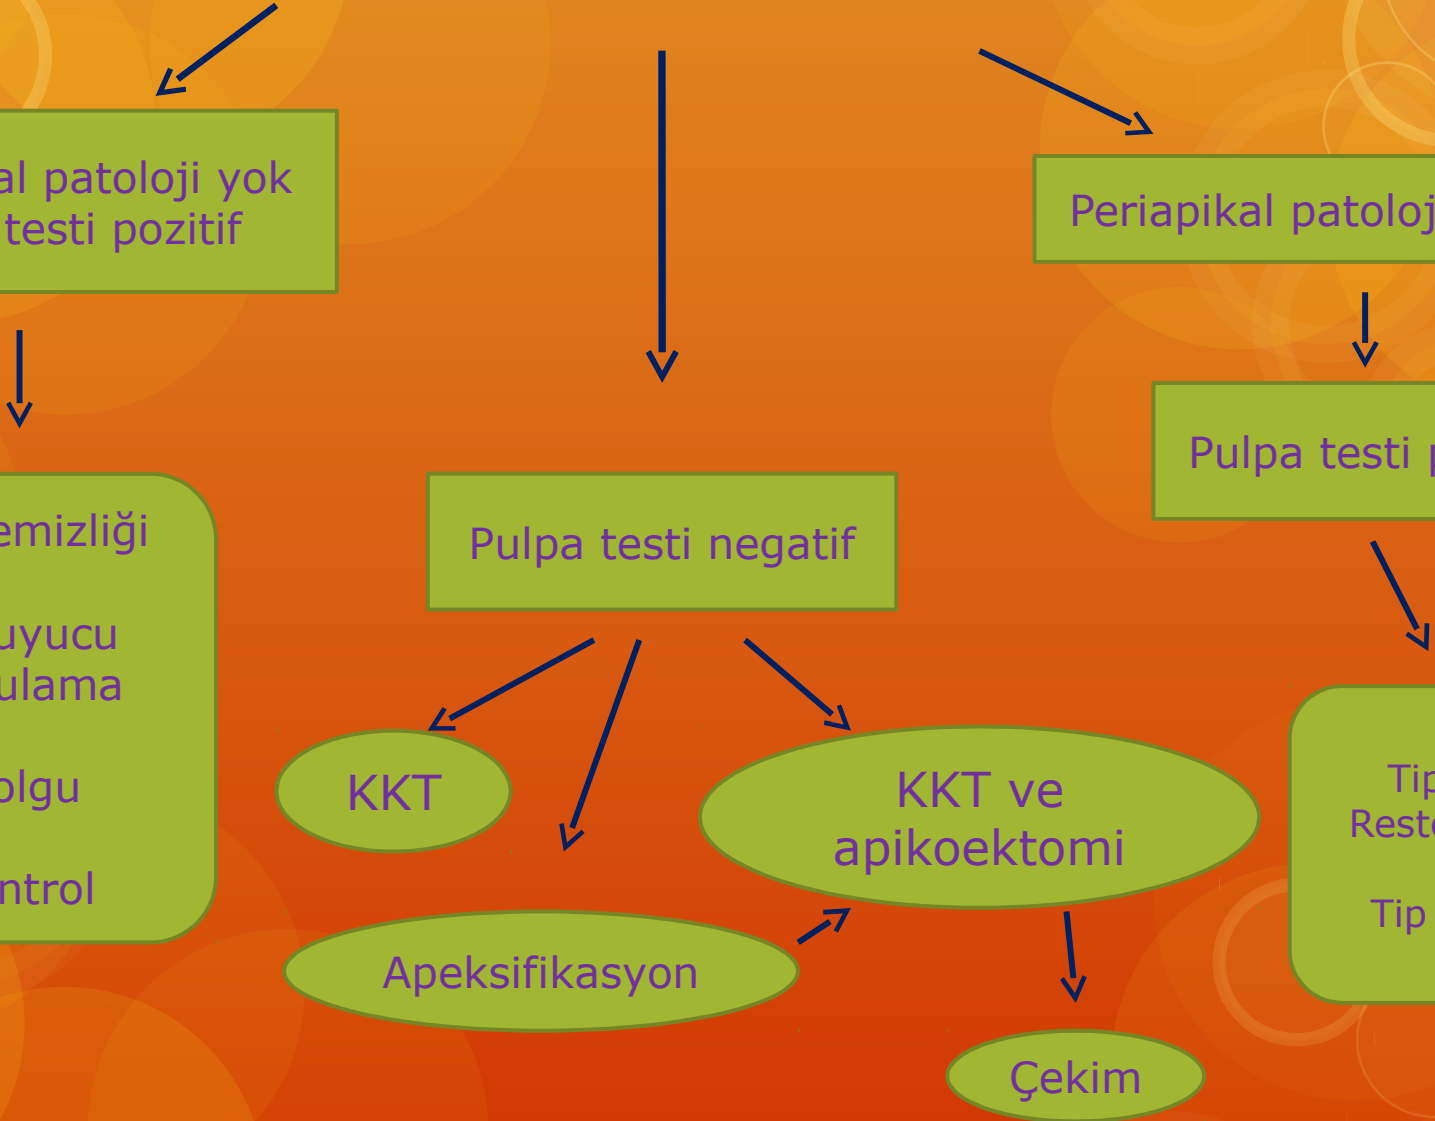 al patoloji yok
testi pozitif
Periapikal patoloj
Pulpa testi
emizliği
uyucu
ulama
olgu
ntrol
Pulpa testi negatif
KKT
KKT ve
apikoektomi
Apeksifikasyon
Çekim
Tip
Resto
Tip